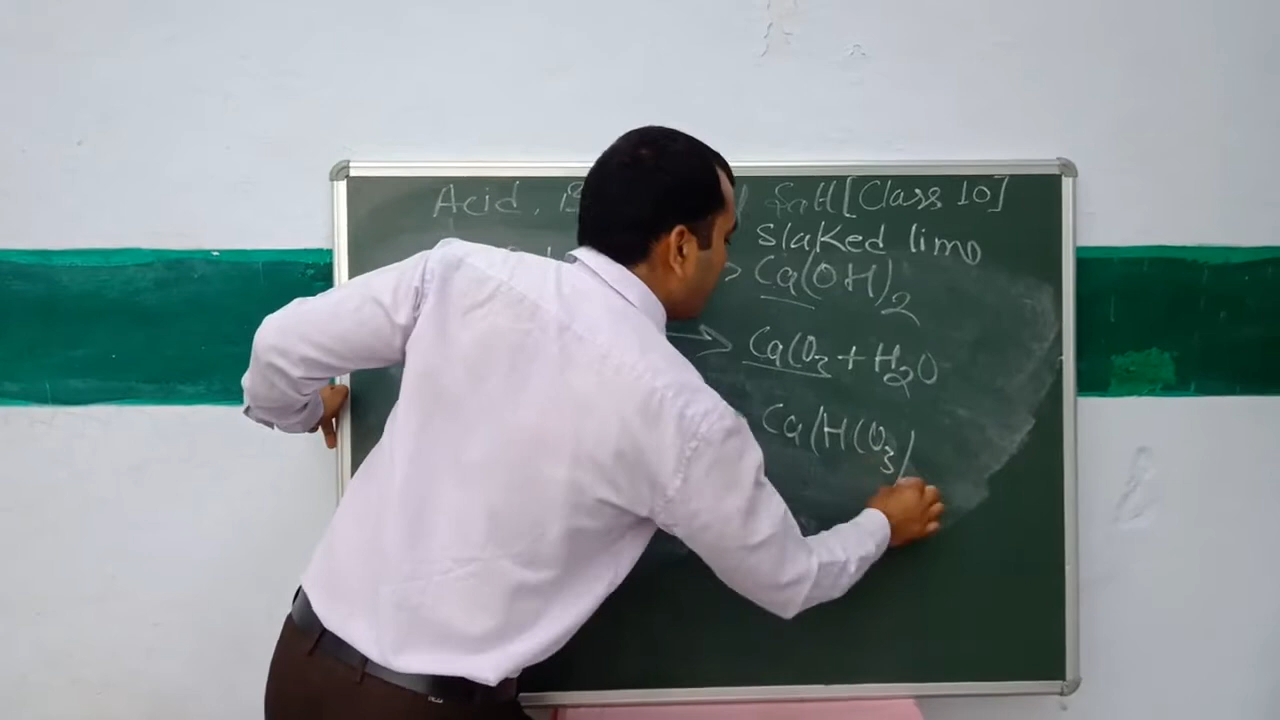 Acid, Salt [Class 10]
Slaked lime
> Ca(OH)2
→ CaCO3 + H2O
Ca(HCO3)